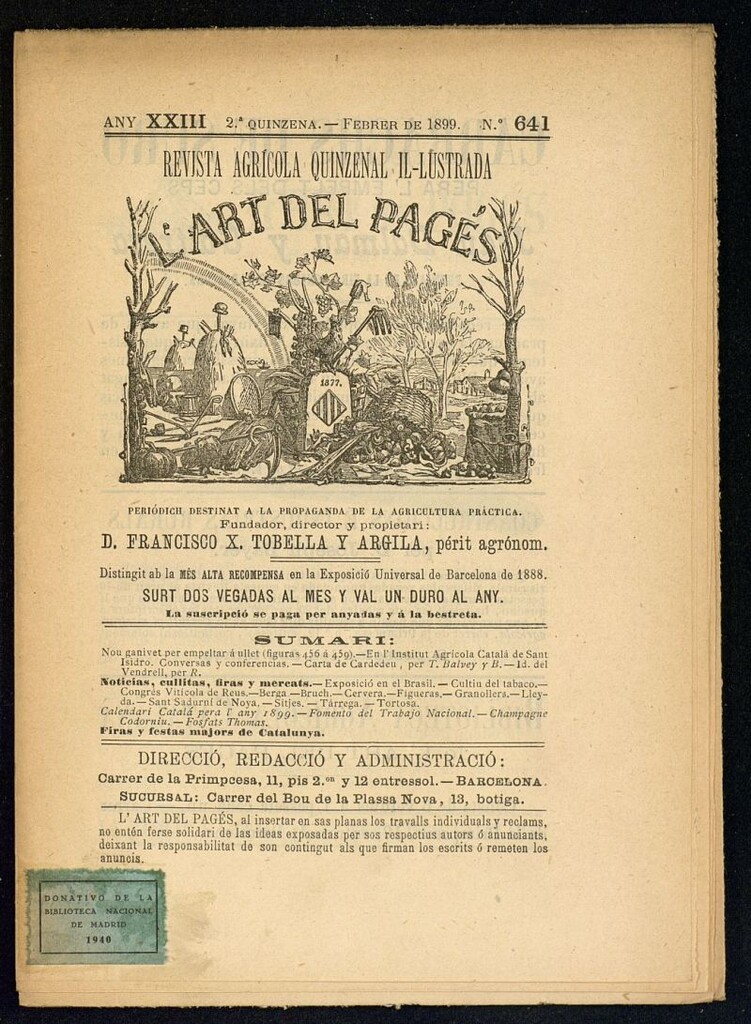 ANY XXIII 2.ª QUINZENA. — FEBRER DE 1899. N.º 641
REVISTA AGRÍCOLA QUINZENAL IL-LUSTRADA
L'ART DEL PAGÉS
1877.
PERIÓDICH DESTINAT A LA PROPAGANDA DE LA AGRICULTURA PRÁCTICA.
Fundador, director y propietari:
D. FRANCISCO X. TOBELLA Y ARGILA, périt agrónom.
Distingit ab la MÉS ALTA RECOMPENSA en la Exposició Universal de Barcelona de 1888.
SURT DOS VEGADAS AL MES Y VAL UN DURO AL ANY.
La suscripció se paga per anyadas y á la bestreta.
SUMARI:
Nou ganivet per empeltar á ullet (figuras 456 á 459).—En l' Institut Agrícola Catalá de Sant
Isidro. Conversas y conferencias. — Carta de Cardedeu, per T. Balvey y B. — Id. del
Vendrell, per R.
Noticias, cullitas, firas y mercats.— Exposició en el Brasil. — Cultiu del tabaco.—
Congrés Vitícola de Reus.—Berga — Bruch.— Cervera.—Figueras.— Granollers.— Lley-
da.— Sant Sadurní de Noya. — Sitjes. — Tárrega. — Tortosa.
Calendari Catalá pera l' any 1899.—Fomento del Trabajo Nacional.— Champagne
Codorniu. — Fosfats Thomas.
Firas y festas majors de Catalunya.
DIRECCIÓ, REDACCIÓ Y ADMINISTRACIÓ:
Carrer de la Primpcesa, 11, pis 2.on y 12 entressol.— BARCELONA.
SUCURSAL: Carrer del Bou de la Plassa Nova, 13, botiga.
L' ART DEL PAGÉS, al insertar en sas planas los travalls individuals y reclams,
no entén ferse solidari de las ideas exposadas per sos respectius autors ó anunciants,
deixant la responsabilitat de son contingut als que firman los escrits ó remeten los
anuncis.
DONATIVO DE LA
BIBLIOTECA NACIONAL
DE MADRID
1940